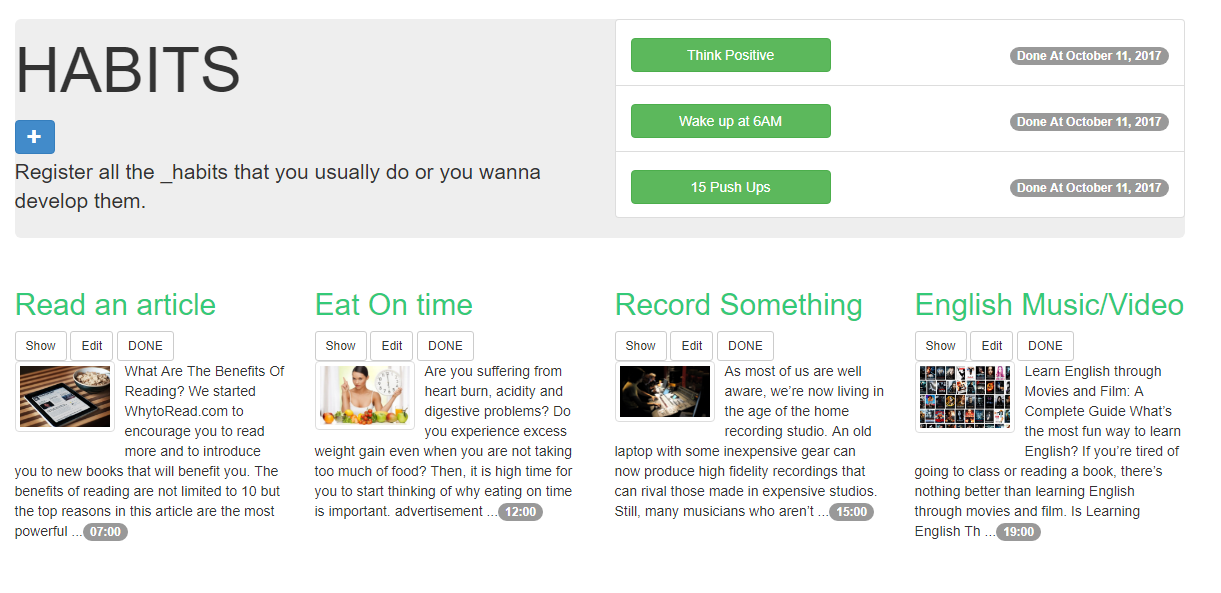 HABITS
+
Register all the _habits that you usually do or you wanna
develop them.
Think Positive
Done At October 11, 2017
Wake up at 6AM
Done At October 11, 2017
15 Push Ups
Done At October 11, 2017
Read an article
Show Edit DONE
What Are The Benefits Of
Reading? We started
WhytoRead.com to
encourage you to read
more and to introduce
you to new books that will benefit you. The
benefits of reading are not limited to 10 but
the top reasons in this article are the most
powerful ... 07:00
Eat On time
Show Edit DONE
Are you suffering from
heart burn, acidity and
digestive problems? Do
you experience excess
weight gain even when you are not taking
too much of food? Then, it is high time for
you to start thinking of why eating on time
is important. advertisement ... 12:00
Record Something
Show Edit DONE
As most of us are well
aware, we’re now living in
the age of the home
recording studio. An old
laptop with some inexpensive gear can
now produce high fidelity recordings that
can rival those made in expensive studios.
Still, many musicians who aren’t ... 15:00
English Music/Video
Show Edit DONE
Learn English through
Movies and Film: A
Complete Guide What’s
the most fun way to learn
English? If you’re tired of
going to class or reading a book, there’s
nothing better than learning English
through movies and film. Is Learning
English Th ... 19:00